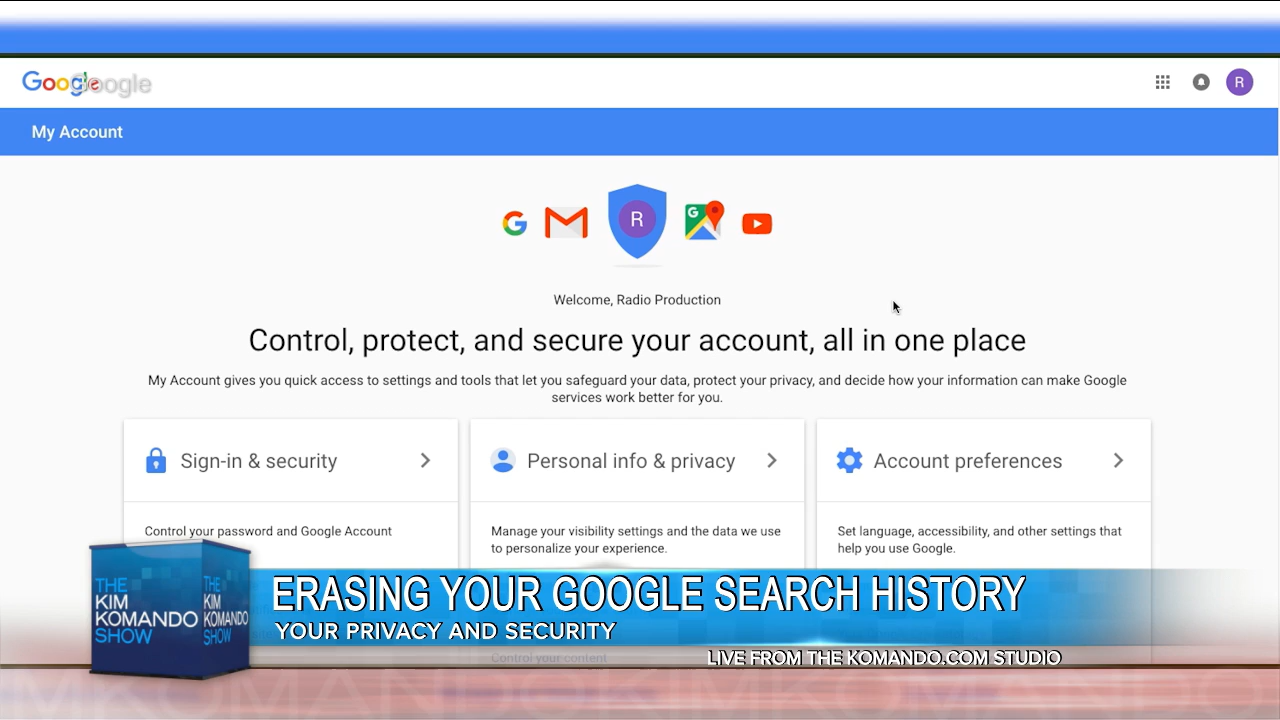 Google
Google
R
My Account
G
R
G
Welcome, Radio Production
Control, protect, and secure your account, all in one place
My Account gives you quick access to settings and tools that let you safeguard your data, protect your privacy, and decide how your information can make Google
services work better for you.
Sign-in & security
Personal info & privacy
Account preferences
Control your password and Google Account
Manage your visibility settings and the data we use
to personalize your experience.
Set language, accessibility, and other settings that
help you use Google.
THE
KIM
KOMANDO
SHOW
THE
KIM
KOMANDO
SHOW
ERASING YOUR GOOGLE SEARCH HISTORY
YOUR PRIVACY AND SECURITY
Control your content
LIVE FROM THE KOMANDO.COM STUDIO
KIMKOMANDO